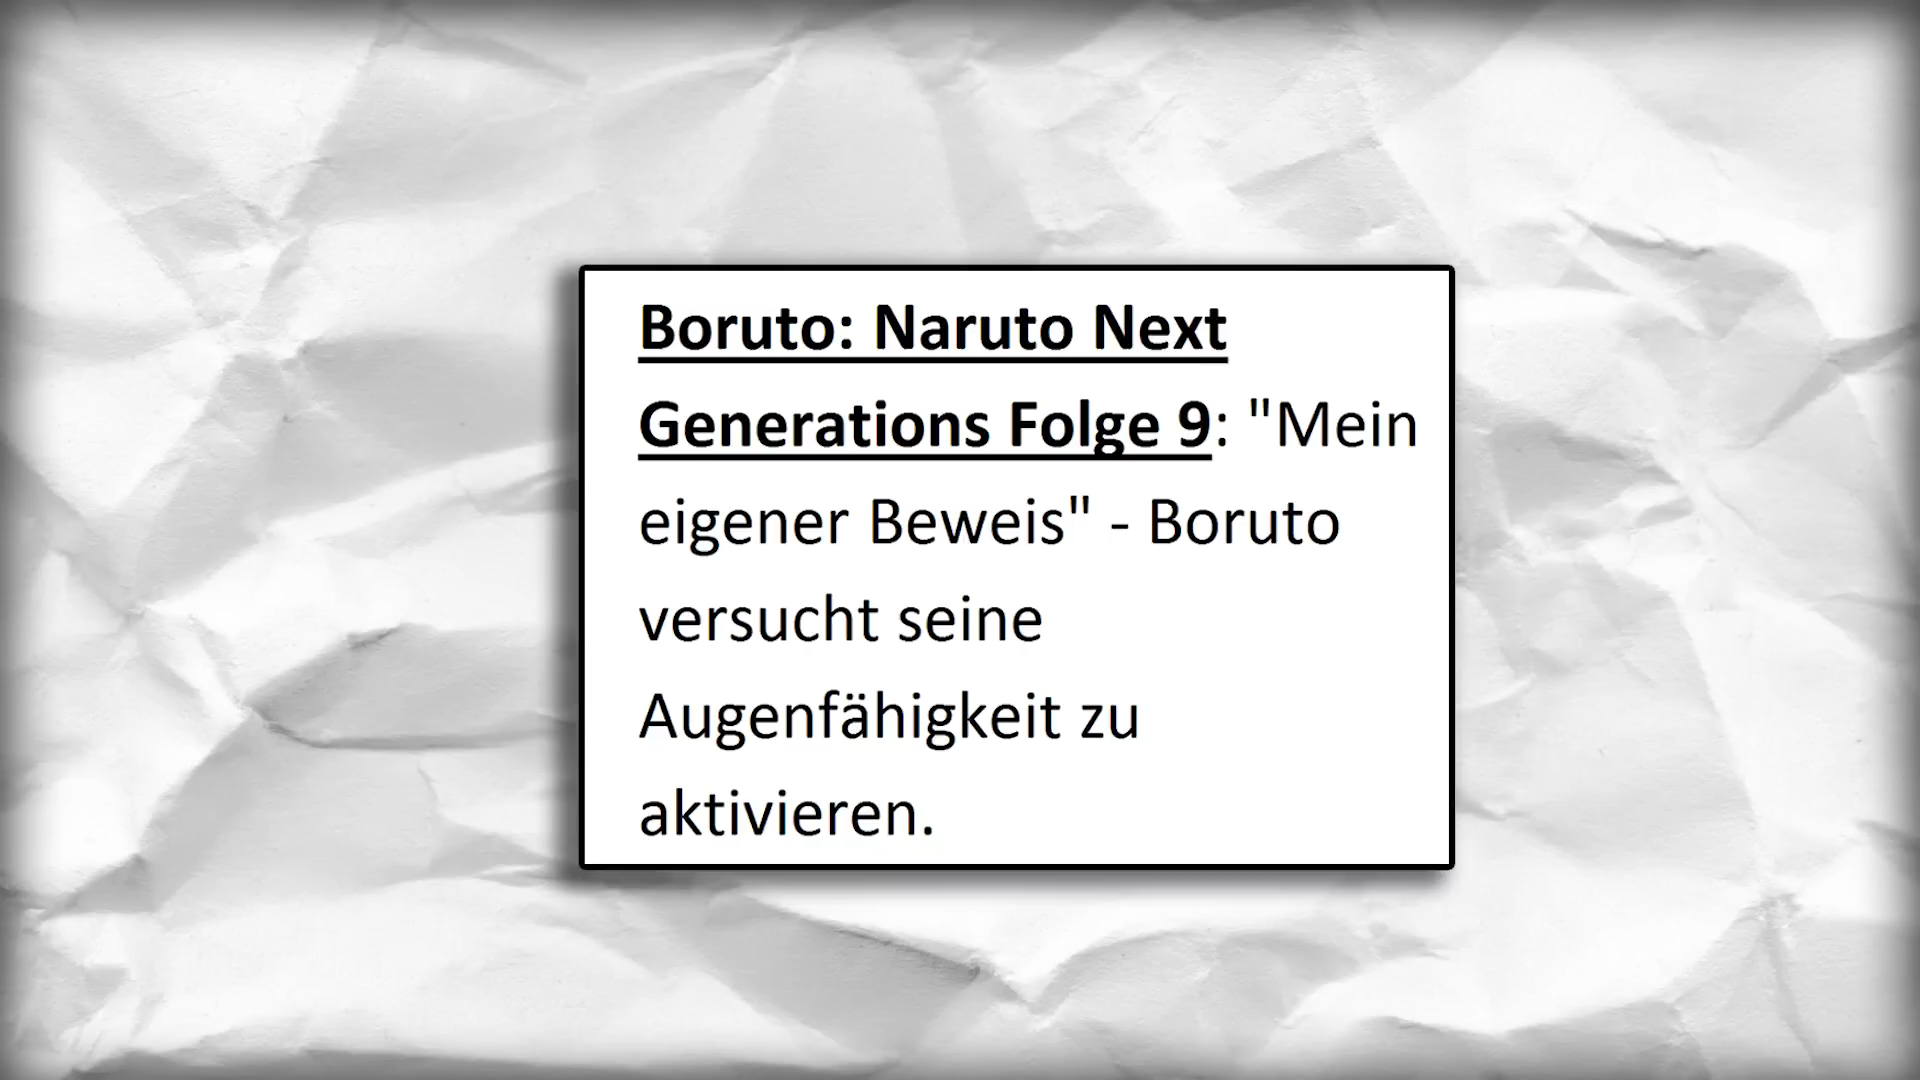 Boruto: Naruto Next
Generations Folge 9: "Mein
eigener Beweis" - Boruto
versucht seine
Augenfähigkeit zu
aktivieren.